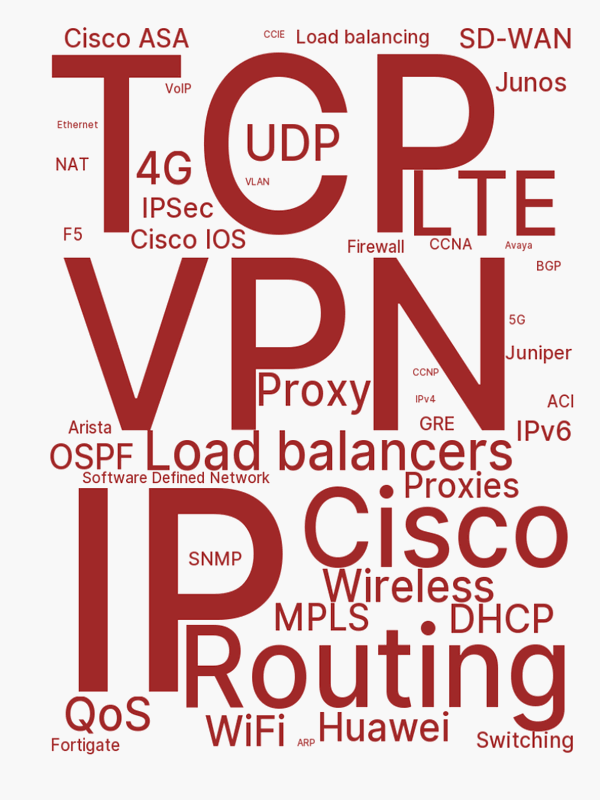 Cisco ASA
CCIE
Load balancing
SD-WAN
TCP
VoIP
Junos
Ethernet
UDP
NAT
4G
VLAN
LTE
IPSec
F5
Cisco IOS
Firewall
CCNA
Avaya
BGP
VPN
5G
Juniper
CCNP
Proxy
IPv4
ACI
Arista
GRE
IPv6
OSPF
Load balancers
Software Defined Network
Proxies
IP
Cisco
SNMP
Wireless
MPLS
DHCP
Routing
QoS
WiFi
ARP
Huawei
Switching
Fortigate